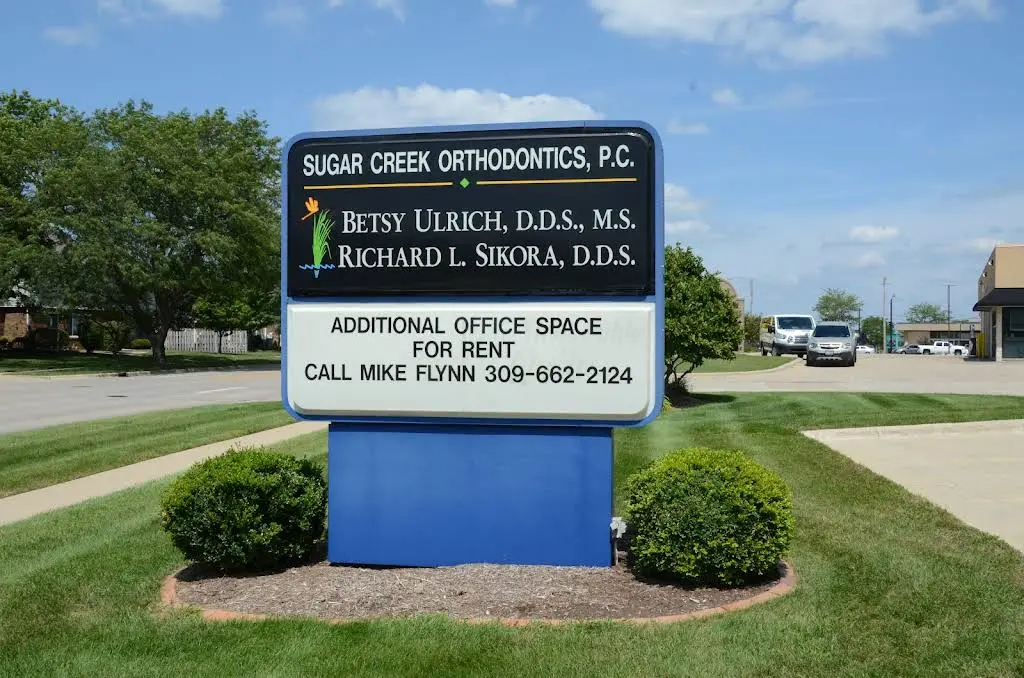 SUGAR CREEK ORTHODONTICS, P.C.
BETSY ULRICH, D.D.S., M.S.
RICHARD L. SIKORA, D.D.S.
ADDITIONAL OFFICE SPACE
FOR RENT
CALL MIKE FLYNN 309-662-2124